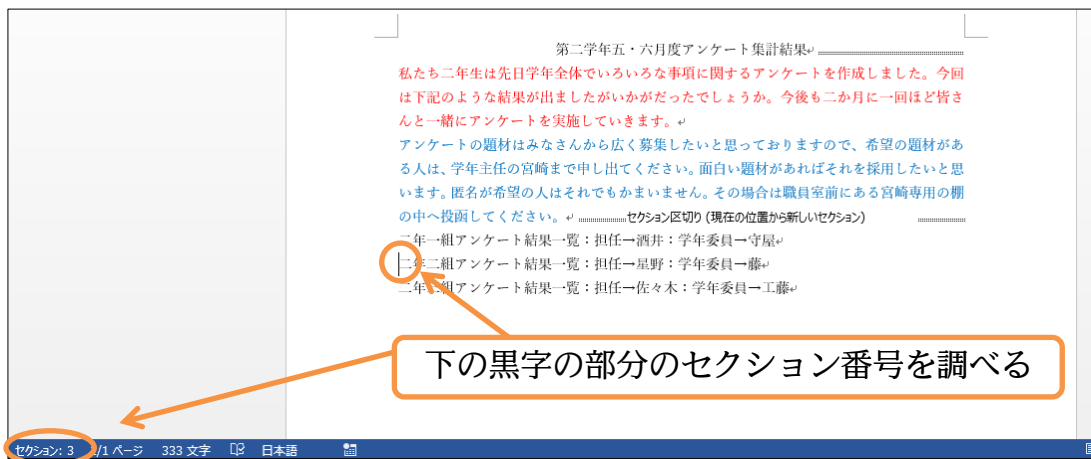 第二学年五・六月度アンケート集計結果↵
私たち二年生は先日学年全体でいろいろな事項に関するアンケートを作成しました。今回
は下記のような結果が出ましたがいかがだったでしょうか。今後も二か月に一回ほど皆さ
んと一緒にアンケートを実施していきます。↵
アンケートの題材はみなさんから広く募集したいと思っておりますので、希望の題材があ
る人は、学年主任の宮崎まで申し出てください。面白い題材があればそれを採用したいと思
います。匿名が希望の人はそれでもかまいません。その場合は職員室前にある宮崎専用の棚
の中へ投函してください。↵ セクション区切り (現在の位置から新しいセクション)
二年一組アンケート結果一覧：担任→酒井：学年委員→守屋↵
二年二組アンケート結果一覧：担任→星野：学年委員→藤↵
二年三組アンケート結果一覧：担任→佐々木：学年委員→工藤↵
下の黒字の部分のセクション番号を調べる
セクション: 3 1/1 ページ 333 文字 日本語